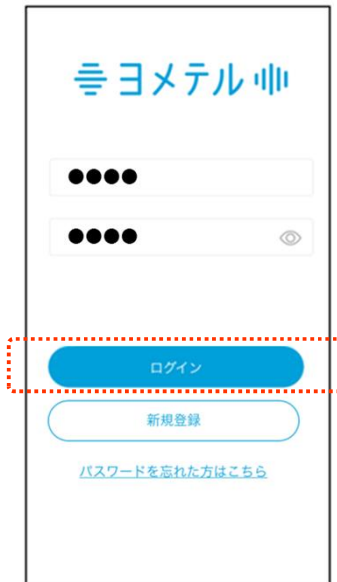 ヨメテル
●●●●
●●●●
ログイン
新規登録
パスワードを忘れた方はこちら